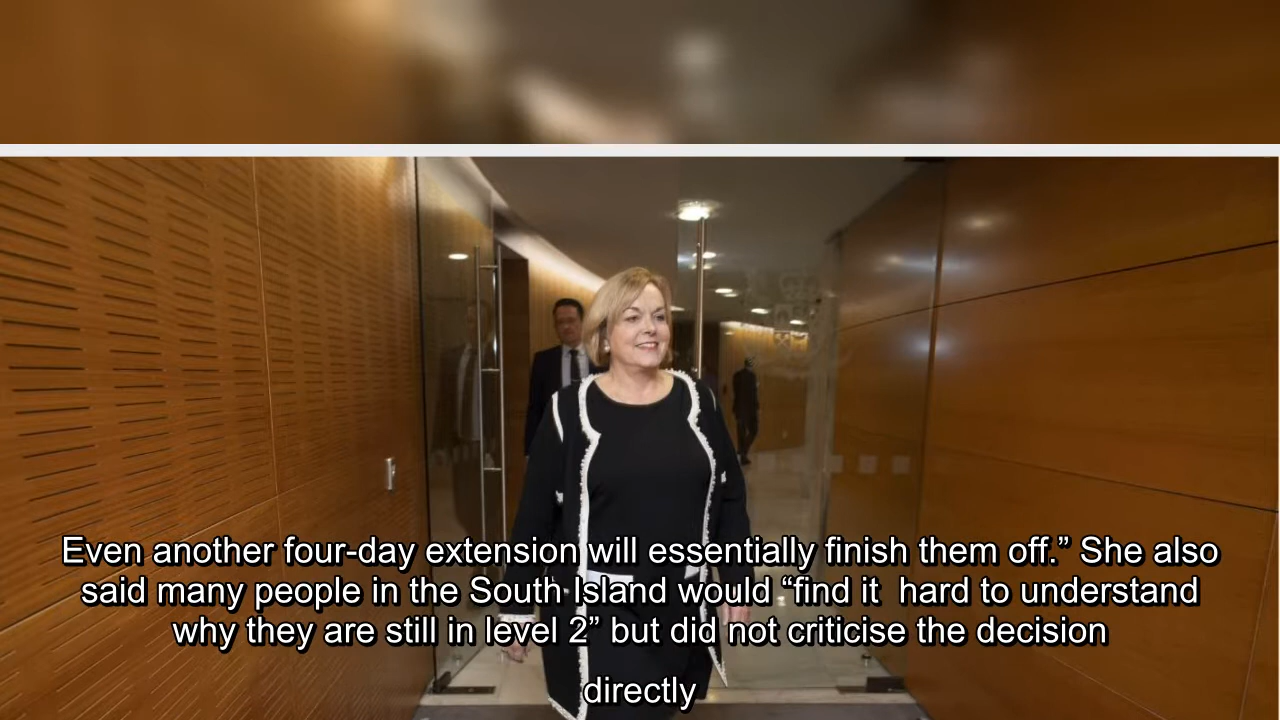 Even another four-day extension will essentially finish them off.” She also
said many people in the South Island would “find it  hard to understand
why they are still in level 2” but did not criticise the decision
directly